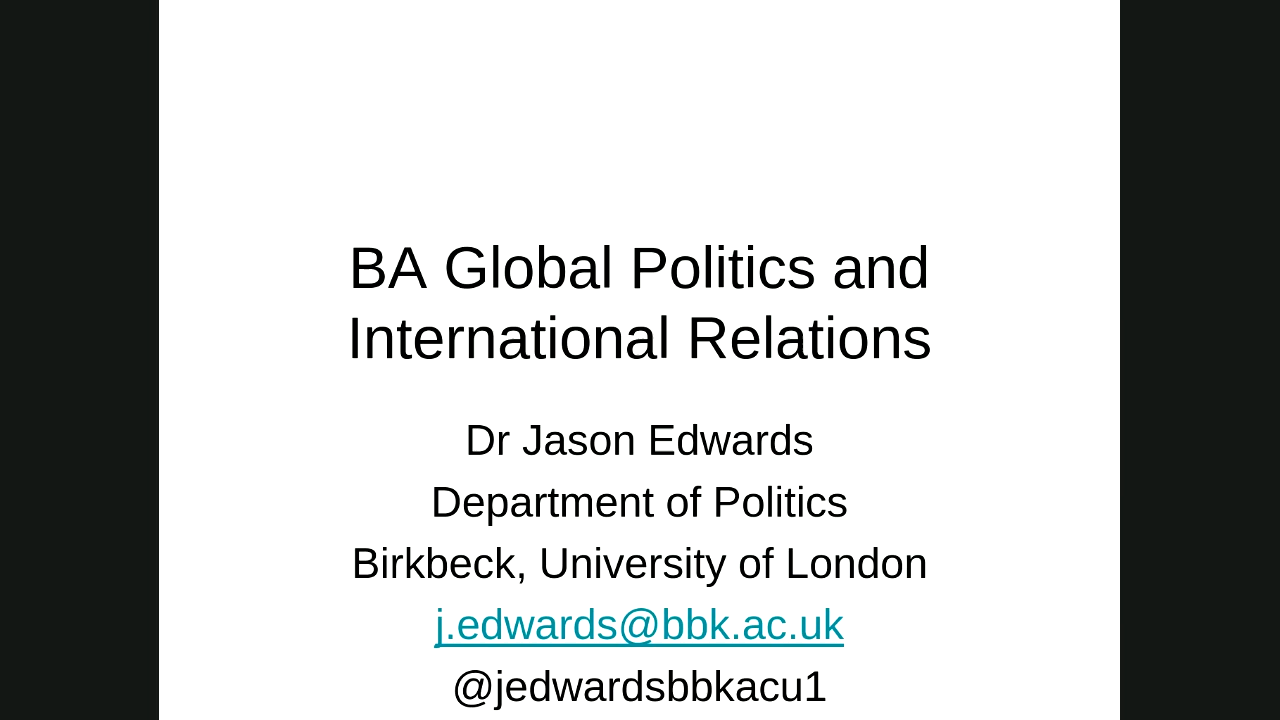 BA Global Politics and
International Relations
Dr Jason Edwards
Department of Politics
Birkbeck, University of London
j.edwards@bbk.ac.uk
@jedwardsbbkacu1